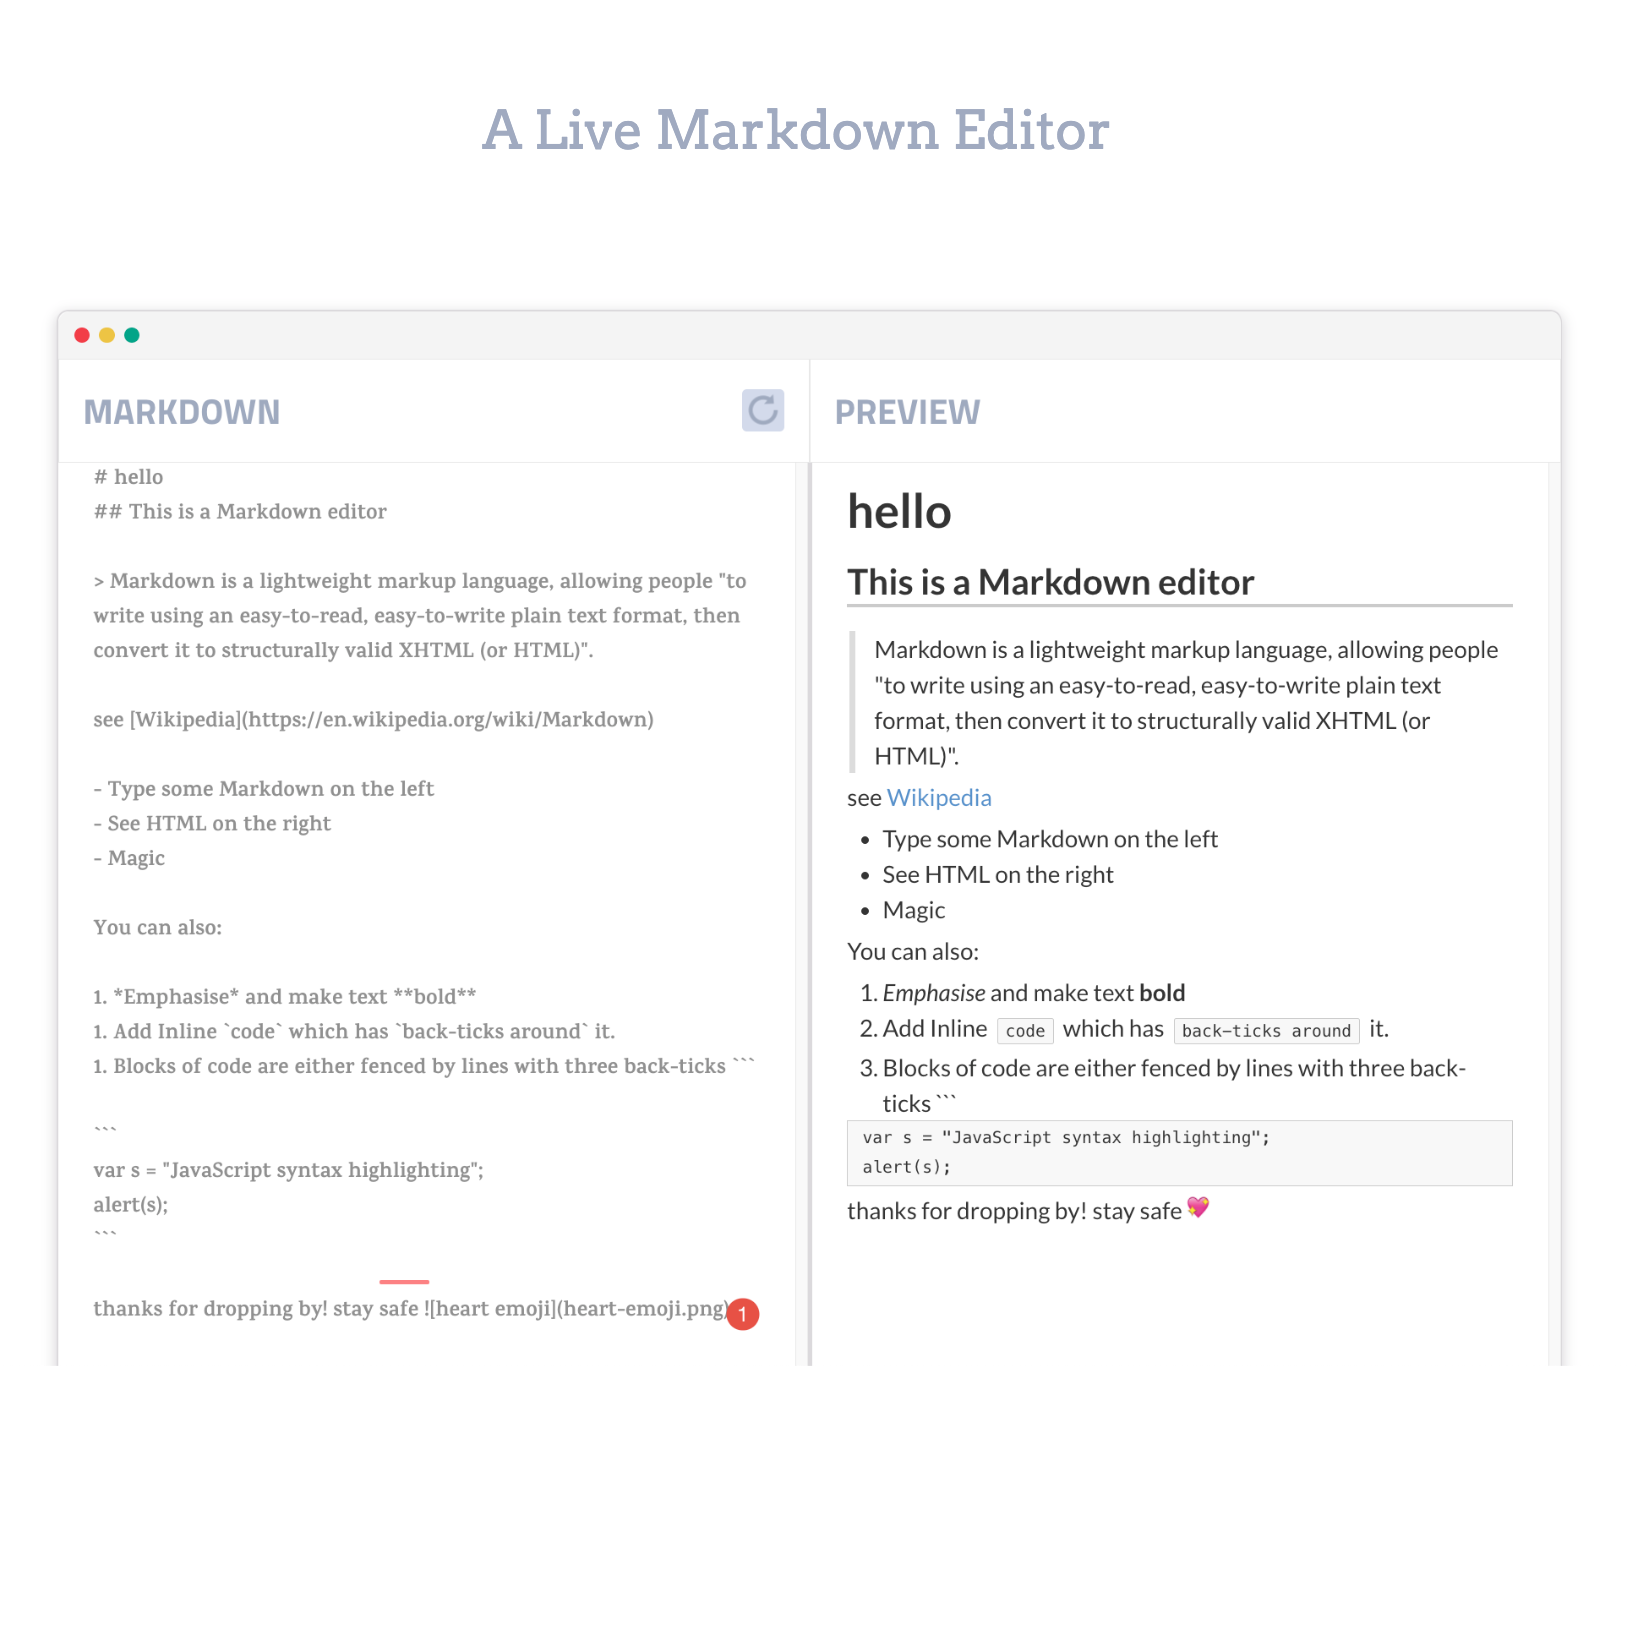 A Live Markdown Editor
MARKDOWN
# hello
## This is a Markdown editor
> Markdown is a lightweight markup language, allowing people "to
write using an easy-to-read, easy-to-write plain text format, then
convert it to structurally valid XHTML (or HTML)".
see [Wikipedia](https://en.wikipedia.org/wiki/Markdown)
- Type some Markdown on the left
- See HTML on the right
- Magic
You can also:
1. *Emphasise* and make text **bold**
1. Add Inline `code` which has `back-ticks around` it.
1. Blocks of code are either fenced by lines with three back-ticks ```
```
var s = "JavaScript syntax highlighting";
alert(s);
```
thanks for dropping by! stay safe ![heart emoji](heart-emoji.png)
1
PREVIEW
hello
This is a Markdown editor
Markdown is a lightweight markup language, allowing people
"to write using an easy-to-read, easy-to-write plain text
format, then convert it to structurally valid XHTML (or
HTML)".
see Wikipedia
• Type some Markdown on the left
• See HTML on the right
• Magic
You can also:
1. Emphasise and make text bold
2. Add Inline code which has back-ticks around it.
3. Blocks of code are either fenced by lines with three back-
ticks ```
var s = "JavaScript syntax highlighting";
alert(s);
thanks for dropping by! stay safe 💖